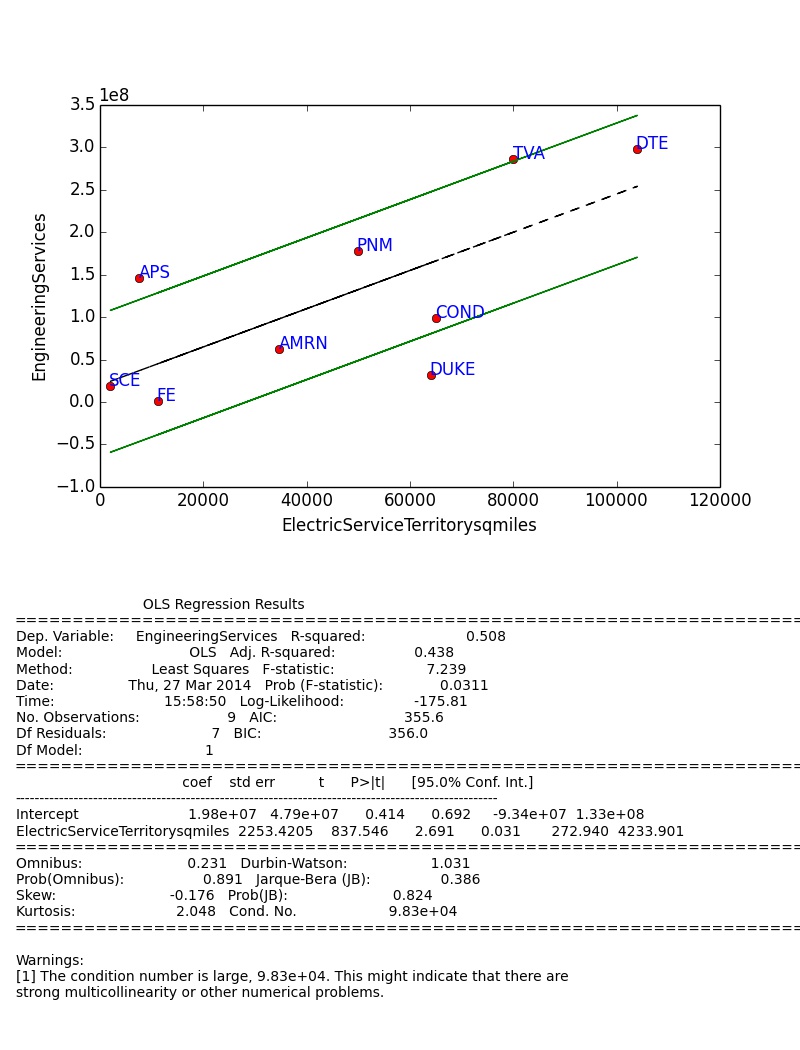 1e8
3.5
3.0
2.5
2.0
1.5
1.0
0.5
0.0
−0.5
−1.0
EngineeringServices
TVA
DTE
PNM
APS
COND
AMRN
DUKE
SCE
FE
0 20000 40000 60000 80000 100000 120000
ElectricServiceTerritorysqmiles
OLS Regression Results
==============================================================================
Dep. Variable: EngineeringServices R-squared: 0.508
Model: OLS Adj. R-squared: 0.438
Method: Least Squares F-statistic: 7.239
Date: Thu, 27 Mar 2014 Prob (F-statistic): 0.0311
Time: 15:58:50 Log-Likelihood: -175.81
No. Observations: 9 AIC: 355.6
Df Residuals: 7 BIC: 356.0
Df Model: 1
==============================================================================
coef std err t P>|t| [95.0% Conf. Int.]
---------------------------------------------------------------------------------------------------
Intercept 1.98e+07 4.79e+07 0.414 0.692 -9.34e+07 1.33e+08
ElectricServiceTerritorysqmiles 2253.4205 837.546 2.691 0.031 272.940 4233.901
==============================================================================
Omnibus: 0.231 Durbin-Watson: 1.031
Prob(Omnibus): 0.891 Jarque-Bera (JB): 0.386
Skew: -0.176 Prob(JB): 0.824
Kurtosis: 2.048 Cond. No. 9.83e+04
==============================================================================
Warnings:
[1] The condition number is large, 9.83e+04. This might indicate that there are
strong multicollinearity or other numerical problems.